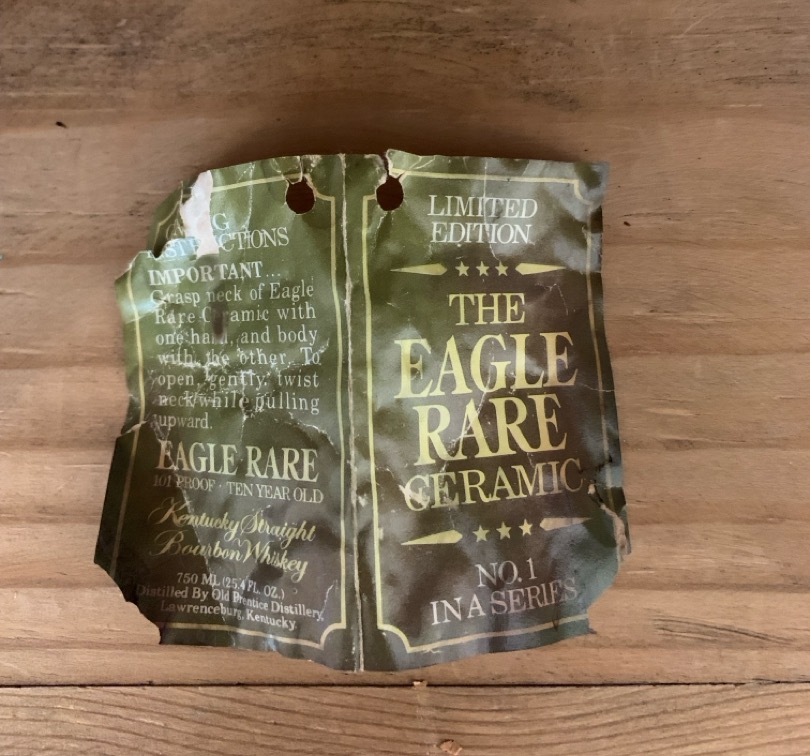 INSTRUCTIONS
IMPORTANT...
Grasp neck of Eagle
Rare Ceramic with
one hand, and body
with the other. To
open, gently, twist
neck while pulling
upward.
EAGLE RARE
101 PROOF · TEN YEAR OLD
Kentucky Straight
Bourbon Whiskey
750 ML (25.4 FL. OZ.)
Distilled By Old Prentice Distillery,
Lawrenceburg, Kentucky
LIMITED
EDITION
THE
EAGLE
RARE
CERAMIC
NO. 1
IN A SERIES